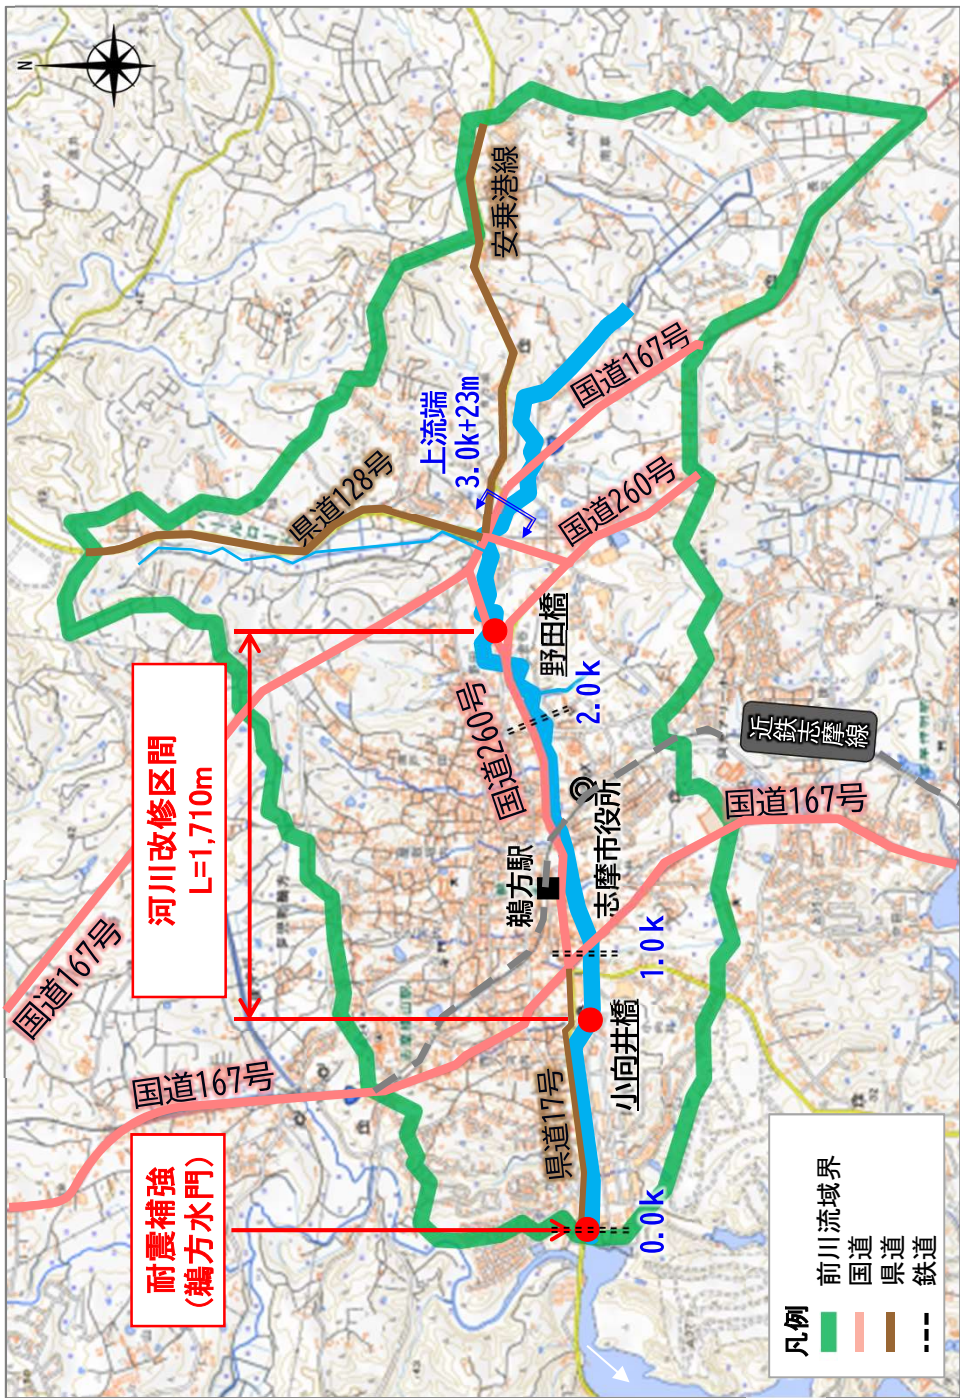 N
安乗港線
国道167号
上流端
3.0k+23m
県道128号
国道260号
野田橋
2.0k
国道260号
河川改修区間
L=1,710m
国道167号
近鉄志摩線
国道167号
志摩市役所
鵜方駅
1.0k
小向井橋
国道167号
県道17号
耐震補強
(鵜方水門)
0.0k
凡例
前川流域界
国道
県道
鉄道